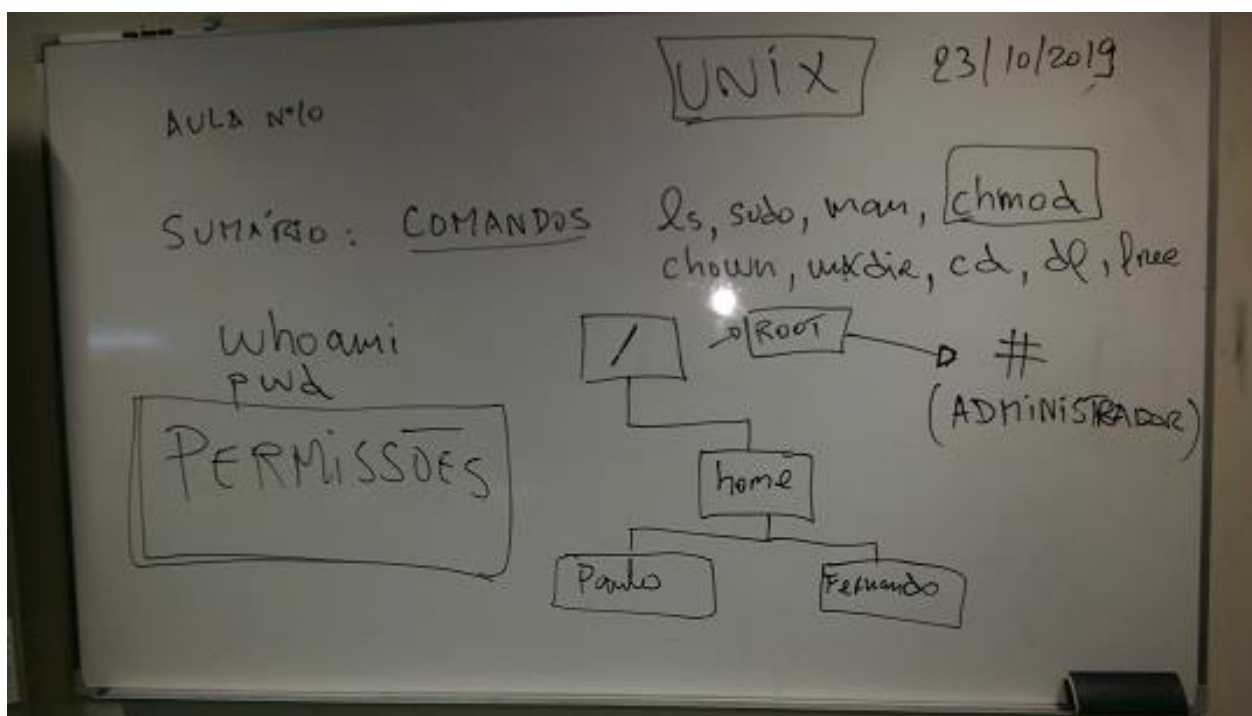 UNIX 23/10/2019
AULA Nº10
SUMÁRIO: COMANDOS ls, sudo, man, chmod
chown, mkdir, cd, df, free
whoami
pwd
PERMISSÕES
/ ROOT #
(ADMINISTRADOR)
home
Paulo Fernando